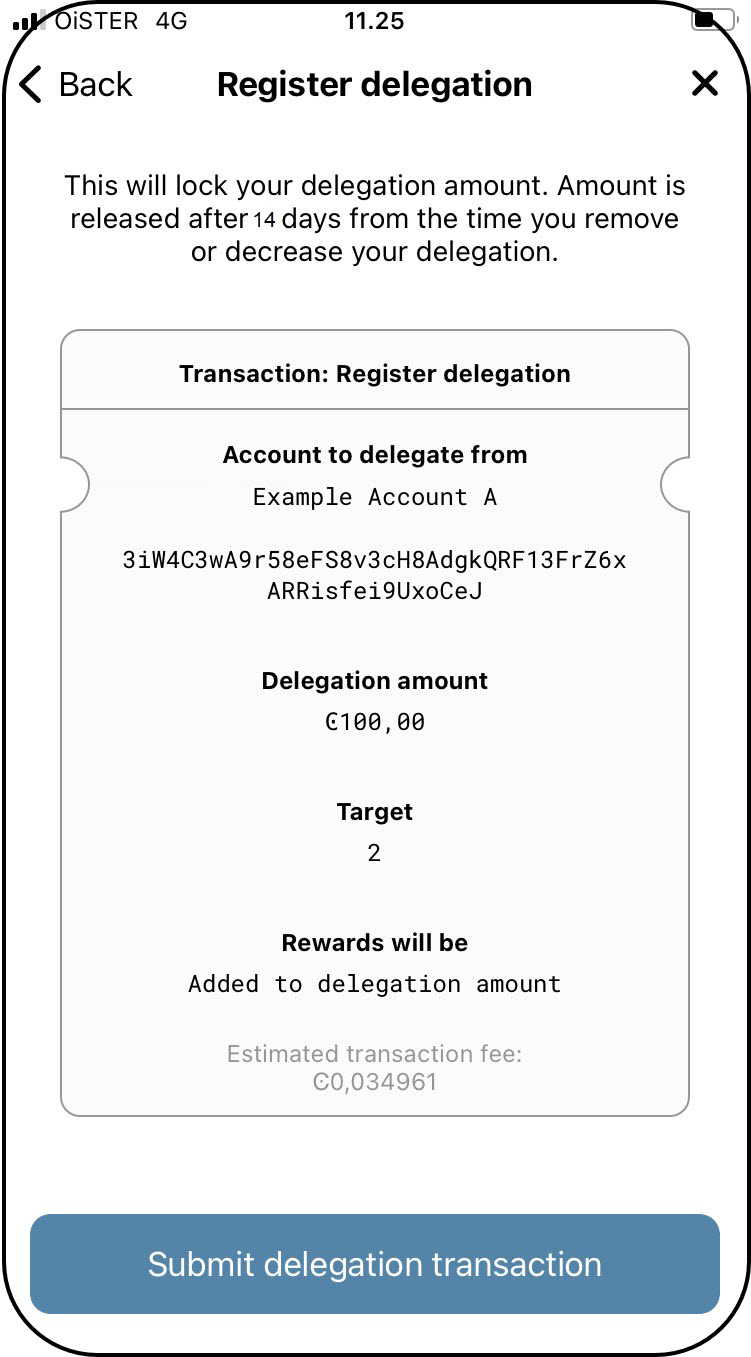 OiSTER 4G 11.25
Back Register delegation
This will lock your delegation amount. Amount is
released after 14 days from the time you remove
or decrease your delegation.
Transaction: Register delegation
Account to delegate from
Example Account A
3iW4C3wA9r58eFS8v3cH8AdgkQRF13FrZ6x
ARRisfei9UxoCeJ
Delegation amount
Ͼ100,00
Target
2
Rewards will be
Added to delegation amount
Estimated transaction fee:
Ͼ0,034961
Submit delegation transaction